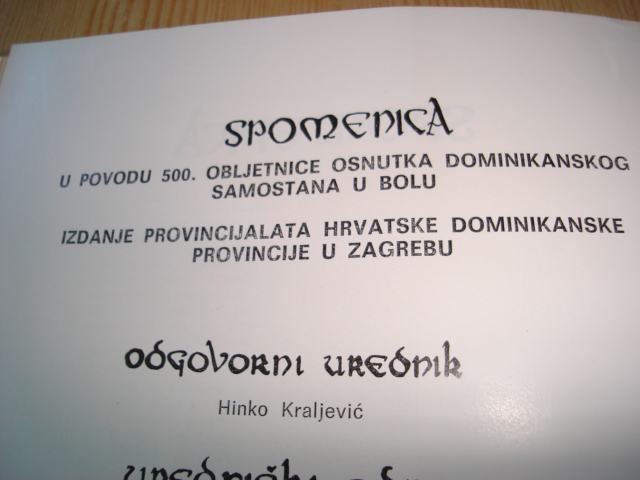 SPOMENICA
U POVODU 500. OBLJETNICE OSNUTKA DOMINIKANSKOG
SAMOSTANA U BOLU
IZDANJE PROVINCIJALATA HRVATSKE DOMINIKANSKE
PROVINCIJE U ZAGREBU
ODGOVORNI UREDNIK
Hinko Kraljević